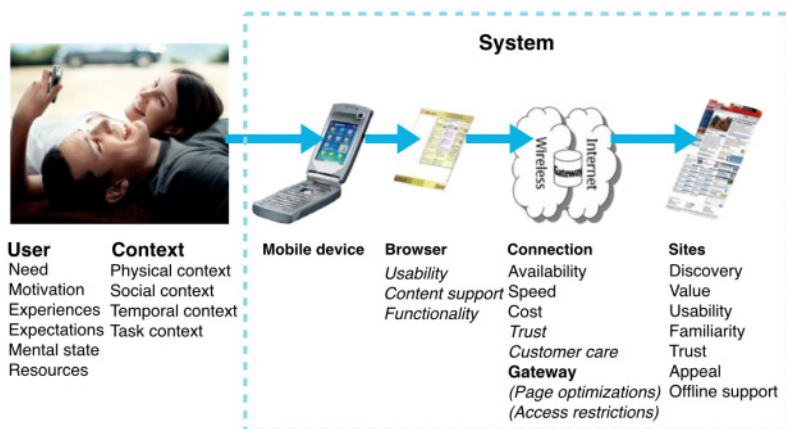 System
Wireless
Gateway
Internet
User
Need
Motivation
Experiences
Expectations
Mental state
Resources
Context
Physical context
Social context
Temporal context
Task context
Mobile device
Browser
Usability
Content support
Functionality
Connection
Availability
Speed
Cost
Trust
Customer care
Gateway
(Page optimizations)
(Access restrictions)
Sites
Discovery
Value
Usability
Familiarity
Trust
Appeal
Offline support